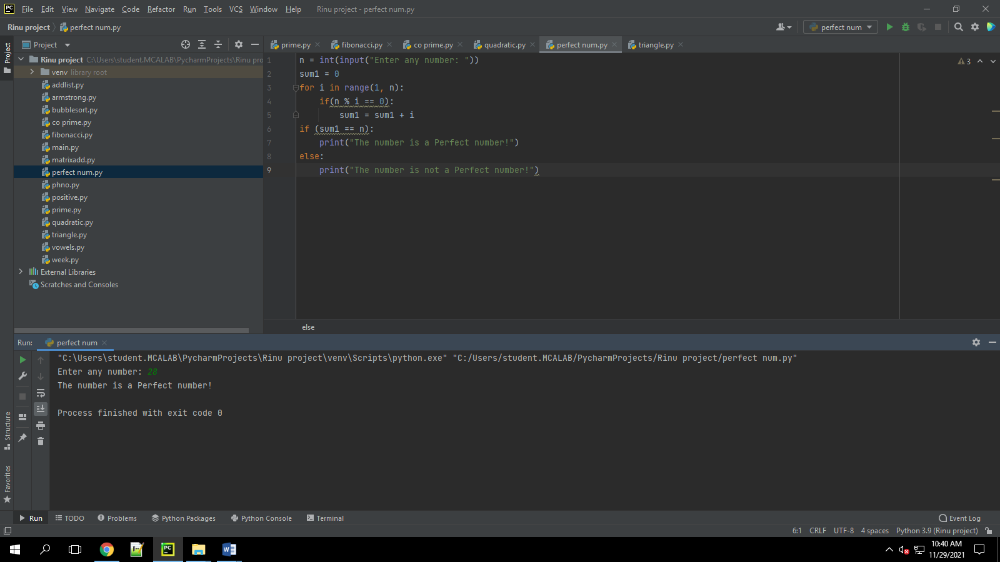 PC File Edit View Navigate Code Refactor Run Tools VCS Window Help Rinu project - perfect num.py
Rinu project perfect num.py perfect num
Project
Project
prime.py fibonacci.py co prime.py quadratic.py perfect num.py triangle.py
Rinu project C:\Users\student.MCALAB\PycharmProjects\Rinu pro
venv library root
addlist.py
armstrong.py
bubblesort.py
co prime.py
fibonacci.py
main.py
matrixadd.py
perfect num.py
phno.py
positive.py
prime.py
quadratic.py
triangle.py
vowels.py
week.py
External Libraries
Scratches and Consoles
1 n = int(input("Enter any number: "))
2 sum1 = 0
3 for i in range(1, n):
4 if(n % i == 0):
5 sum1 = sum1 + i
6 if (sum1 == n):
7 print("The number is a Perfect number!")
8 else:
9 print("The number is not a Perfect number!")
3
else
Run: perfect num
"C:\Users\student.MCALAB\PycharmProjects\Rinu project\venv\Scripts\python.exe" "C:/Users/student.MCALAB/PycharmProjects/Rinu project/perfect num.py"
Enter any number: 28
The number is a Perfect number!
Process finished with exit code 0
Structure
Favorites
Run TODO Problems Python Packages Python Console Terminal Event Log
6:1 CRLF UTF-8 4 spaces Python 3.9 (Rinu project)
PC W 10:40 AM
11/29/2021